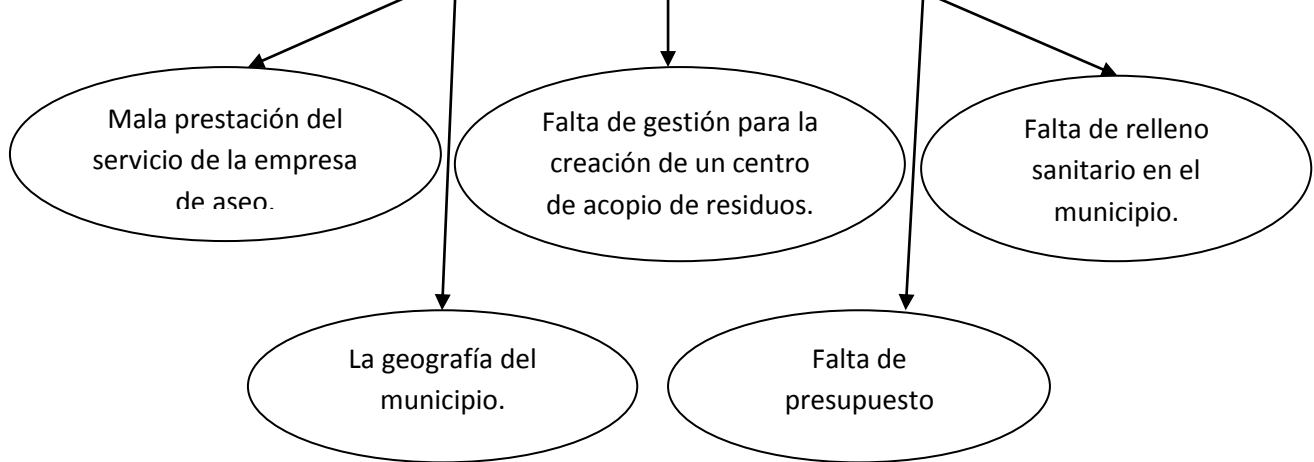 Mala prestación del
servicio de la empresa
de aseo.
Falta de gestión para la
creación de un centro
de acopio de residuos.
Falta de relleno
sanitario en el
municipio.
La geografía del
municipio.
Falta de
presupuesto